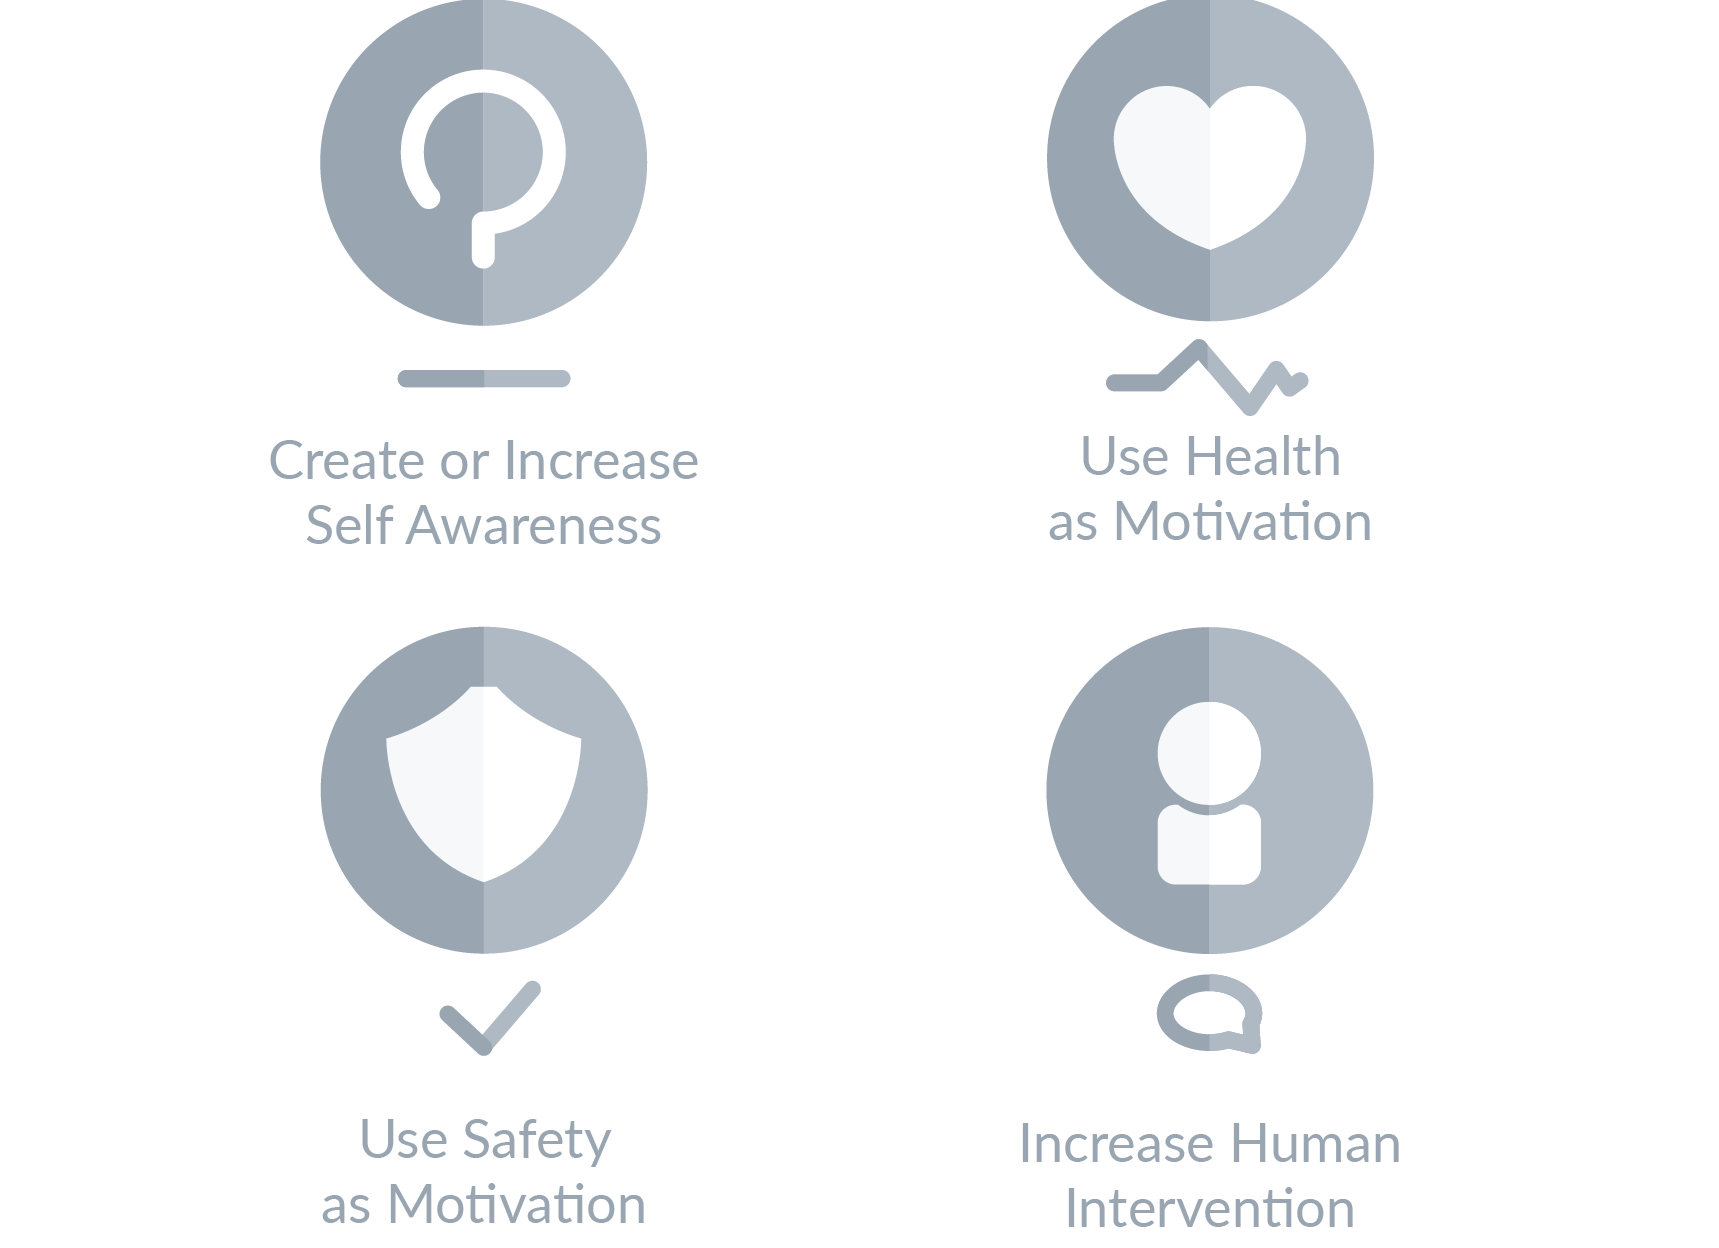 Create or Increase
Self Awareness
Use Health
as Motivation
Use Safety
as Motivation
Increase Human
Intervention